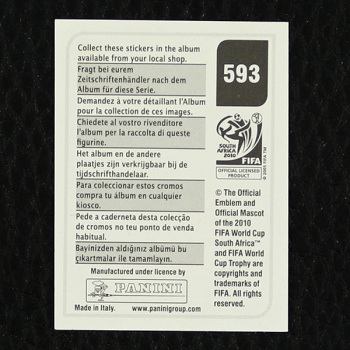 Collect these stickers in the album
available from your local shop.
Fragt bei eurem
Zeitschriftenhändler nach dem
Album für diese Serie.
Demandez à votre détaillant l'Album
pour la collection de ces images.
Chiedete al vostro rivenditore
l'album per la raccolta di queste
figurine.
Het album en de andere
plaatjes zijn verkrijgbaar bij de
tijdschrifthandelaar.
Para coleccionar estos cromos
compra tu álbum en cualquier
kiosco.
Pede a caderneta desta colecção
de cromos no teu ponto de venda
habitual.
Bayinizden aldığınız albümü bu
çıkartmalar ile tamamlayın.
Manufactured under licence by
PANINI
Made in Italy.
www.paninigroup.com
593
SOUTH AFRICA
2010
FIFA
OFFICIAL LICENSED
PRODUCT
© The Official
Emblem and
Official Mascot
of the 2010
FIFA World Cup
South Africa™
and FIFA World
Cup Trophy are
copyrights and
trademarks of
FIFA. All rights
reserved.